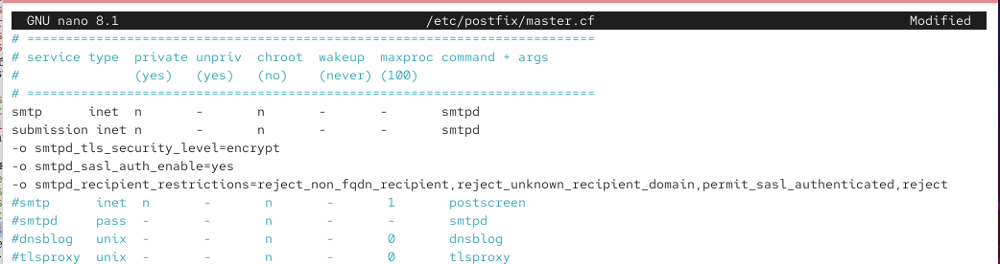 GNU nano 8.1 /etc/postfix/master.cf Modified
# ==========================================================================
# service type  private unpriv  chroot  wakeup  maxproc command + args
#               (yes)   (yes)   (no)    (never) (100)
# ==========================================================================
smtp      inet  n       -       n       -       -       smtpd
submission inet n       -       n       -       -       smtpd
-o smtpd_tls_security_level=encrypt
-o smtpd_sasl_auth_enable=yes
-o smtpd_recipient_restrictions=reject_non_fqdn_recipient,reject_unknown_recipient_domain,permit_sasl_authenticated,reject
#smtp      inet  n       -       n       -       1       postscreen
#smtpd     pass  -       -       n       -       -       smtpd
#dnsblog   unix  -       -       n       -       0       dnsblog
#tlsproxy  unix  -       -       n       -       0       tlsproxy